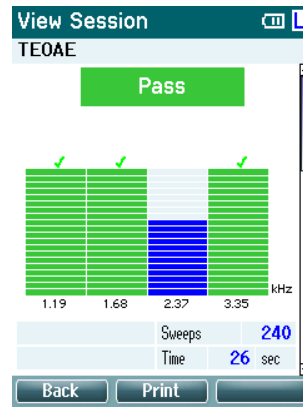 View Session L
TEOAE
Pass
kHz
1.19 1.68 2.37 3.35
Sweeps 240
Time 26 sec
Back Print